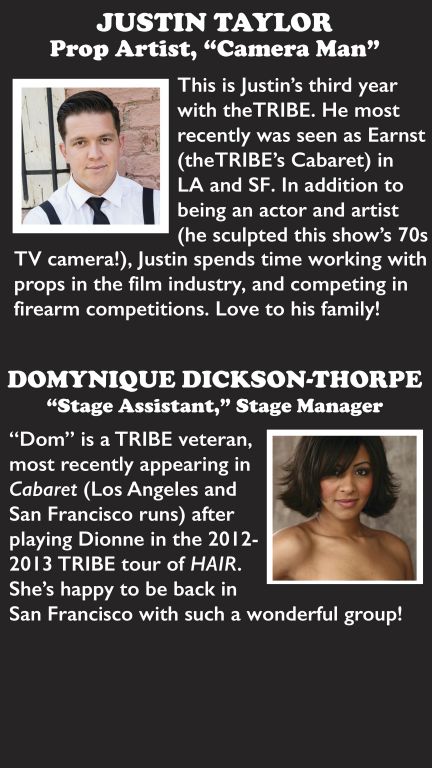 JUSTIN TAYLOR
Prop Artist, “Camera Man”
This is Justin’s third year
with theTRIBE. He most
recently was seen as Earnst
(theTRIBE’s Cabaret) in
LA and SF. In addition to
being an actor and artist
(he sculpted this show’s 70s
TV camera!), Justin spends time working with
props in the film industry, and competing in
firearm competitions. Love to his family!
DOMYNIQUE DICKSON-THORPE
“Stage Assistant,” Stage Manager
“Dom” is a TRIBE veteran,
most recently appearing in
Cabaret (Los Angeles and
San Francisco runs) after
playing Dionne in the 2012-
2013 TRIBE tour of HAIR.
She’s happy to be back in
San Francisco with such a wonderful group!